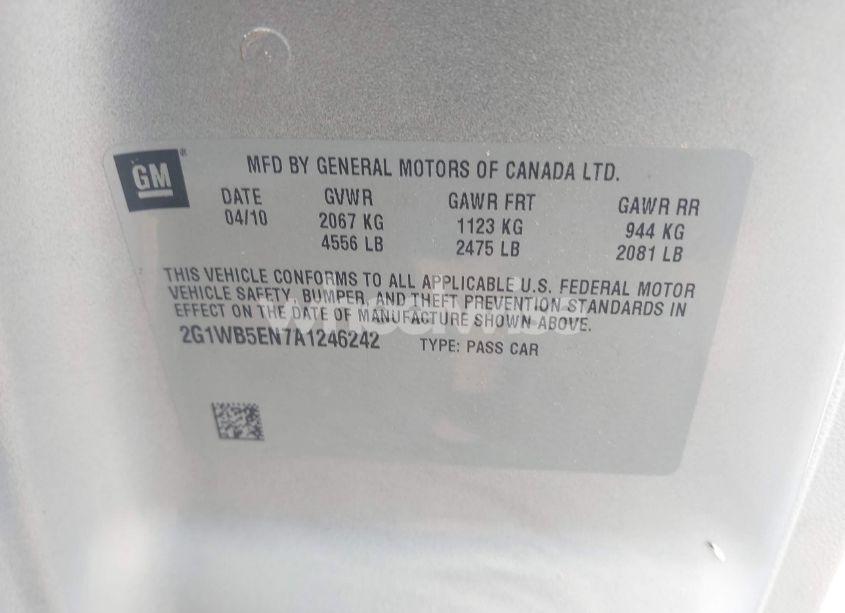 GM®
MFD BY GENERAL MOTORS OF CANADA LTD.
DATE GVWR GAWR FRT GAWR RR
04/10 2067 KG 1123 KG 944 KG
4556 LB 2475 LB 2081 LB
THIS VEHICLE CONFORMS TO ALL APPLICABLE U.S. FEDERAL MOTOR
VEHICLE SAFETY, BUMPER, AND THEFT PREVENTION STANDARDS IN
EFFECT ON THE DATE OF MANUFACTURE SHOWN ABOVE.
2G1WB5EN7A1246242 TYPE: PASS CAR